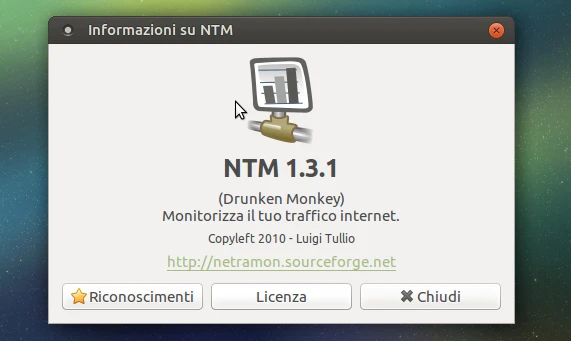 Informazioni su NTM
NTM 1.3.1
(Drunken Monkey)
Monitorizza il tuo traffico internet.
Copyleft 2010 - Luigi Tullio
http://netramon.sourceforge.net
Riconoscimenti
Licenza
Chiudi